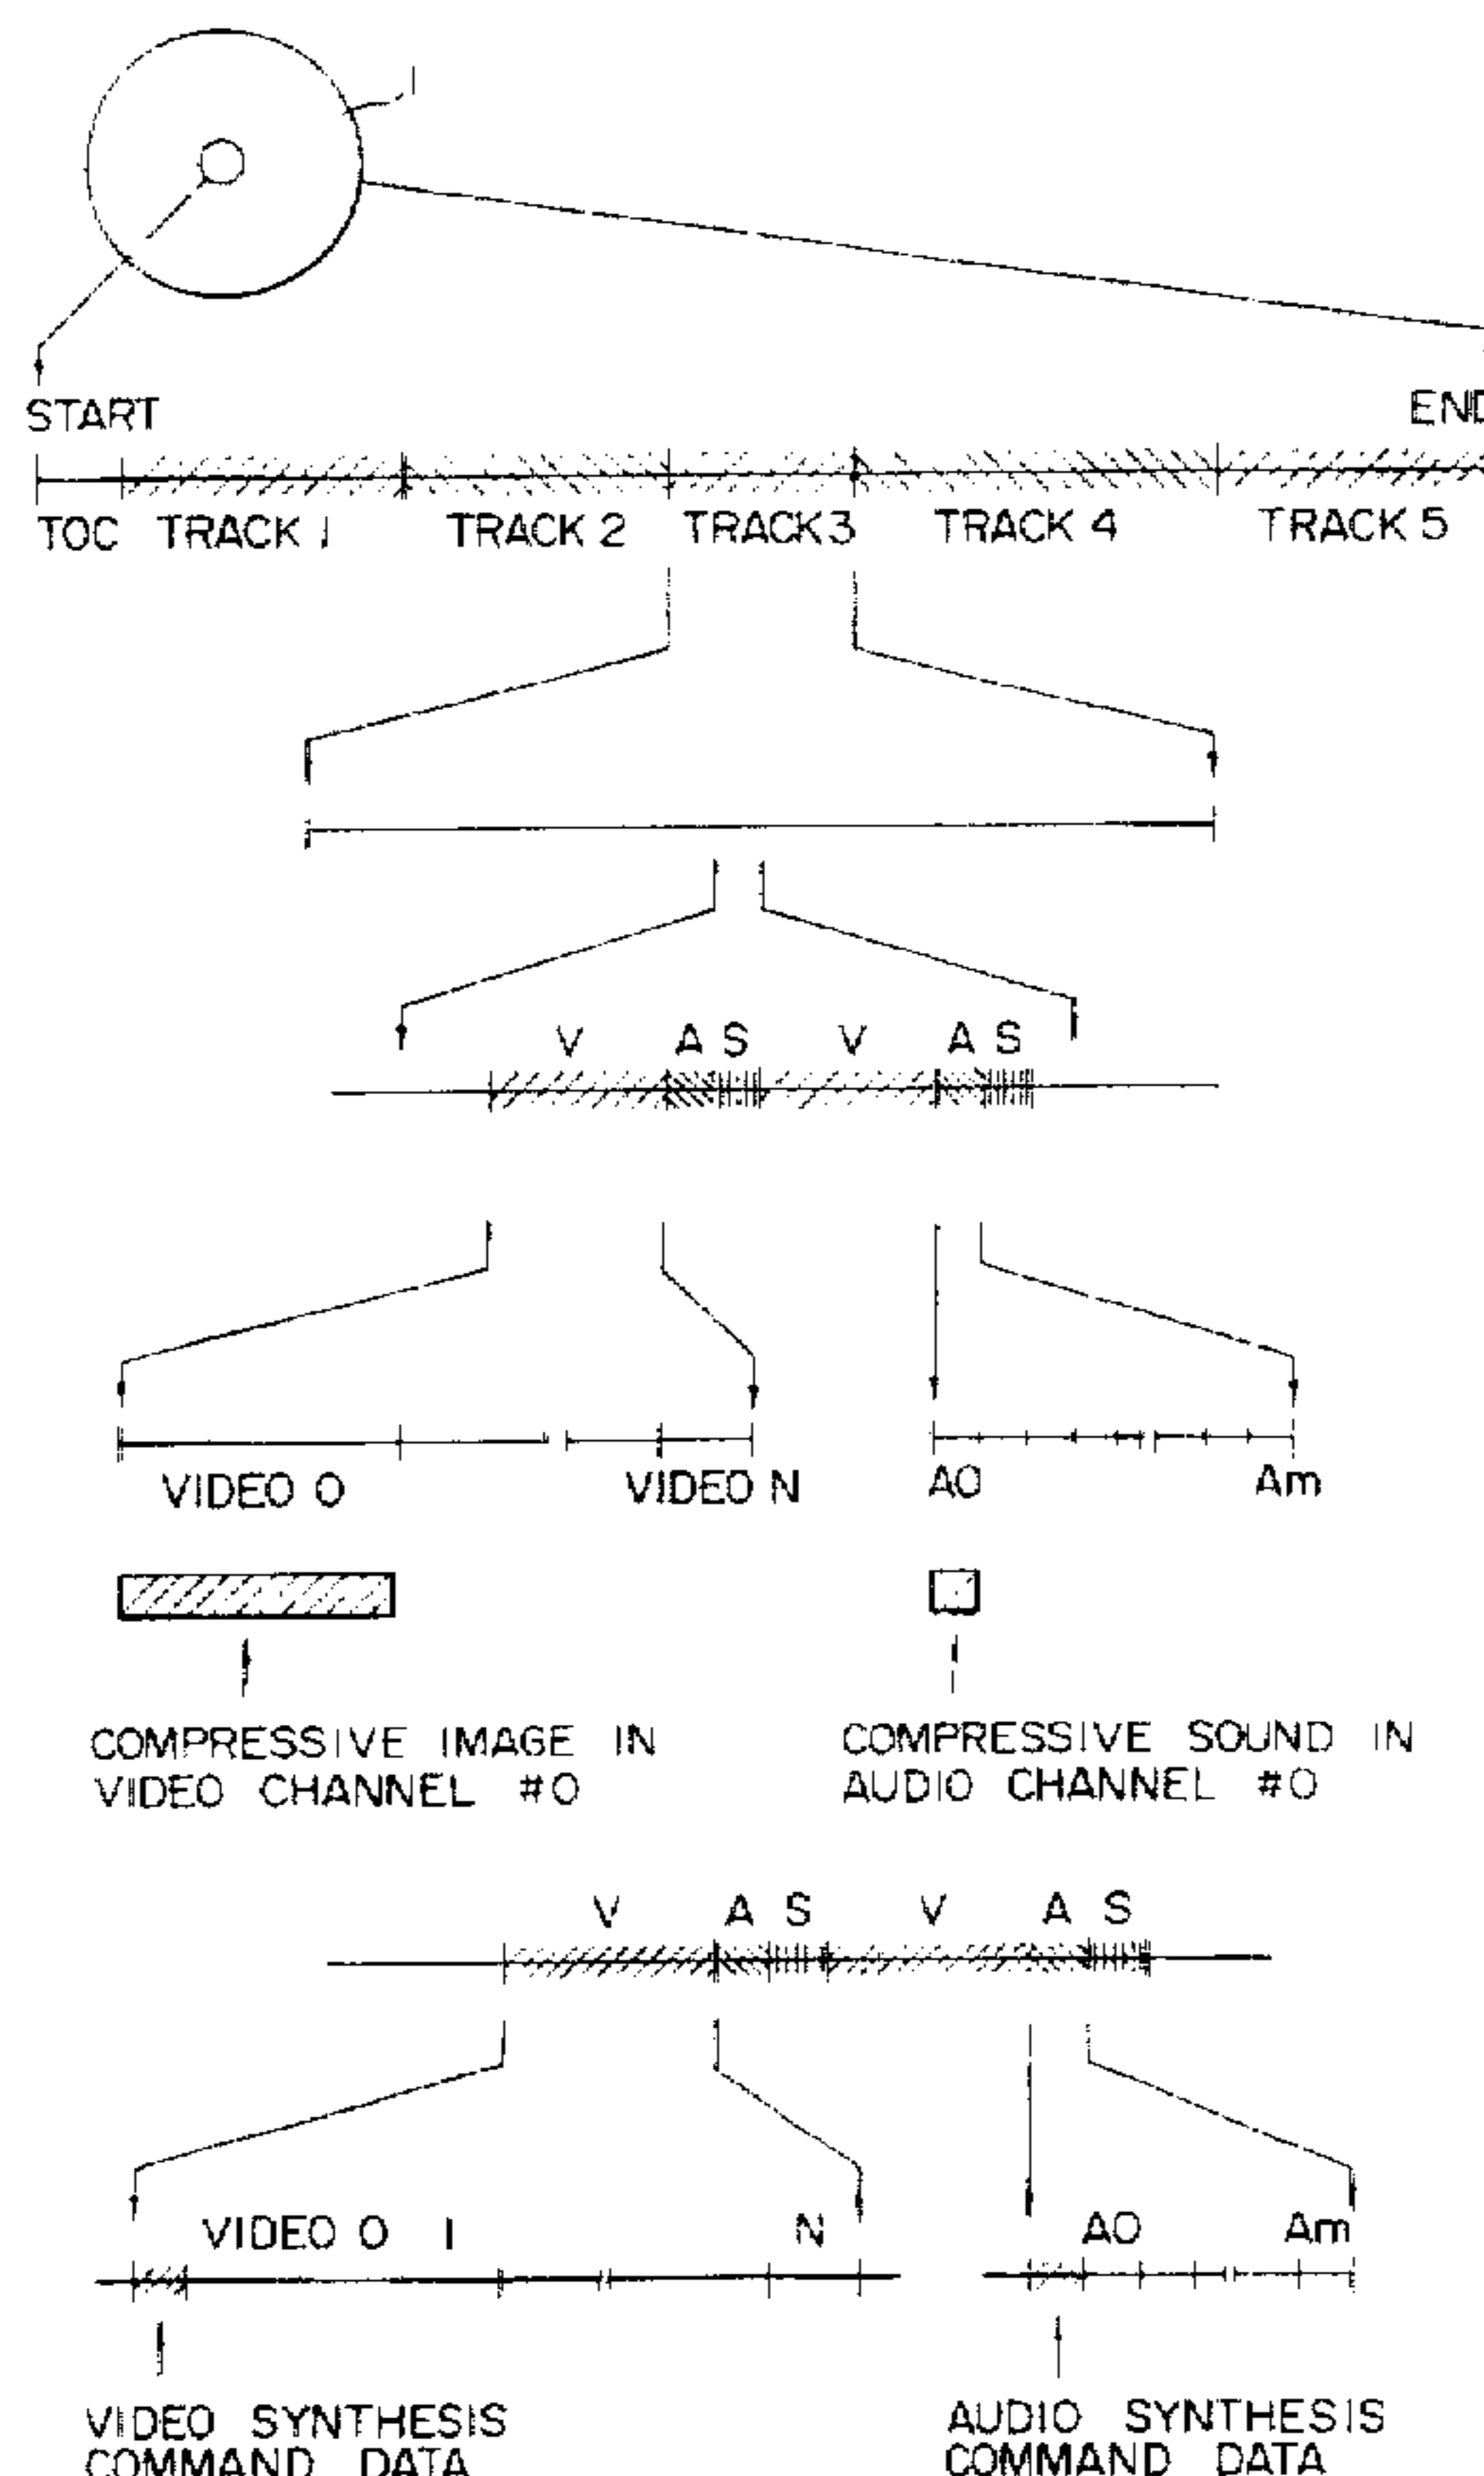 1
START
END
TOC TRACK 1 TRACK 2 TRACK3 TRACK 4 TRACK 5
V A S V A S
VIDEO 0 VIDEO N A0 Am
COMPRESSIVE IMAGE IN
VIDEO CHANNEL #0
COMPRESSIVE SOUND IN
AUDIO CHANNEL #0
V A S V A S
VIDEO 0 1 N A0 Am
VIDEO SYNTHESIS
COMMAND DATA
AUDIO SYNTHESIS
COMMAND DATA